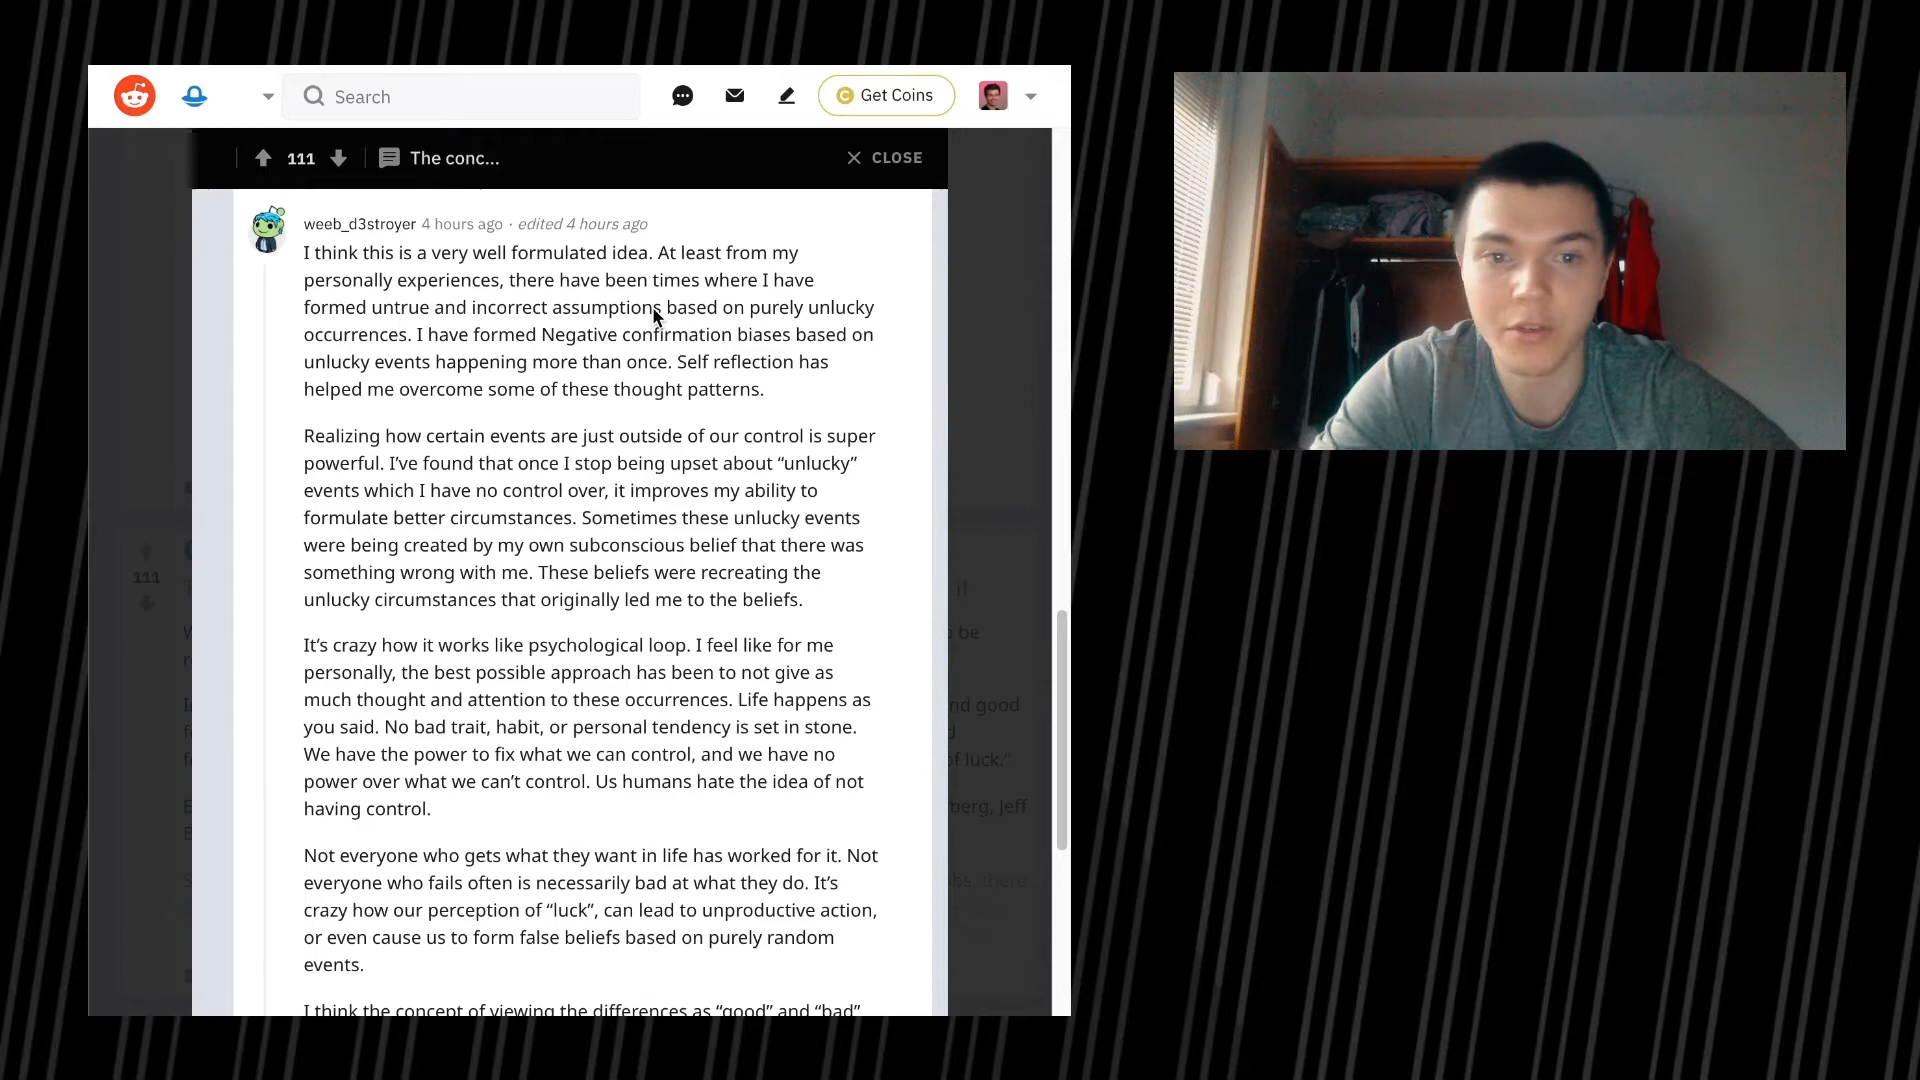 Search
Get Coins
111
The conc...
CLOSE
weeb_d3stroyer 4 hours ago · edited 4 hours ago
I think this is a very well formulated idea. At least from my
personally experiences, there have been times where I have
formed untrue and incorrect assumptions based on purely unlucky
occurrences. I have formed Negative confirmation biases based on
unlucky events happening more than once. Self reflection has
helped me overcome some of these thought patterns.
Realizing how certain events are just outside of our control is super
powerful. I’ve found that once I stop being upset about “unlucky”
events which I have no control over, it improves my ability to
formulate better circumstances. Sometimes these unlucky events
were being created by my own subconscious belief that there was
something wrong with me. These beliefs were recreating the
unlucky circumstances that originally led me to the beliefs.
It’s crazy how it works like psychological loop. I feel like for me
personally, the best possible approach has been to not give as
much thought and attention to these occurrences. Life happens as
you said. No bad trait, habit, or personal tendency is set in stone.
We have the power to fix what we can control, and we have no
power over what we can’t control. Us humans hate the idea of not
having control.
Not everyone who gets what they want in life has worked for it. Not
everyone who fails often is necessarily bad at what they do. It’s
crazy how our perception of “luck”, can lead to unproductive action,
or even cause us to form false beliefs based on purely random
events.
I think the concept of viewing the differences as “good” and “bad”
111
if
be
nd good
of luck."
berg, Jeff
bs, there